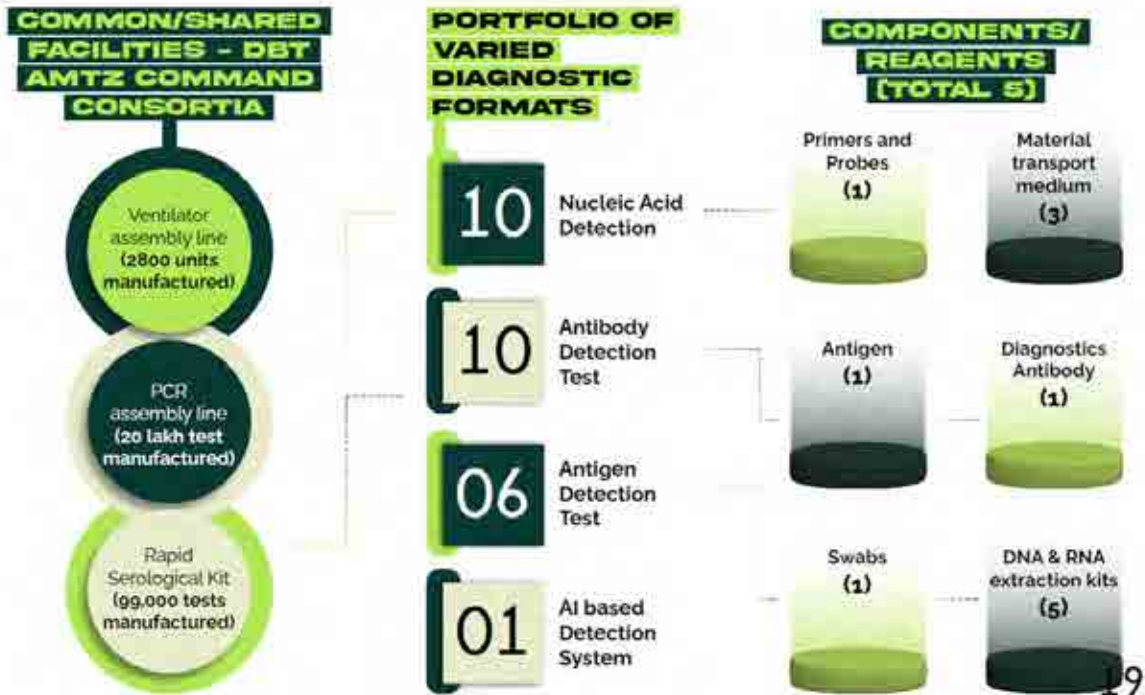 COMMON/SHARED
FACILITIES - DBT
AMTZ COMMAND
CONSORTIA
Ventilator
assembly line
(2800 units
manufactured)
PCR
assembly line
(20 lakh test
manufactured)
Rapid
Serological Kit
(99,000 tests
manufactured)
PORTFOLIO OF
VARIED
DIAGNOSTIC
FORMATS
10
Nucleic Acid
Detection
10
Antibody
Detection
Test
06
Antigen
Detection
Test
01
AI based
Detection
System
COMPONENTS/
REAGENTS
(TOTAL 5)
Primers and
Probes
(1)
Material
transport
medium
(3)
Antigen
(1)
Diagnostics
Antibody
(1)
Swabs
(1)
DNA & RNA
extraction kits
(5)
19